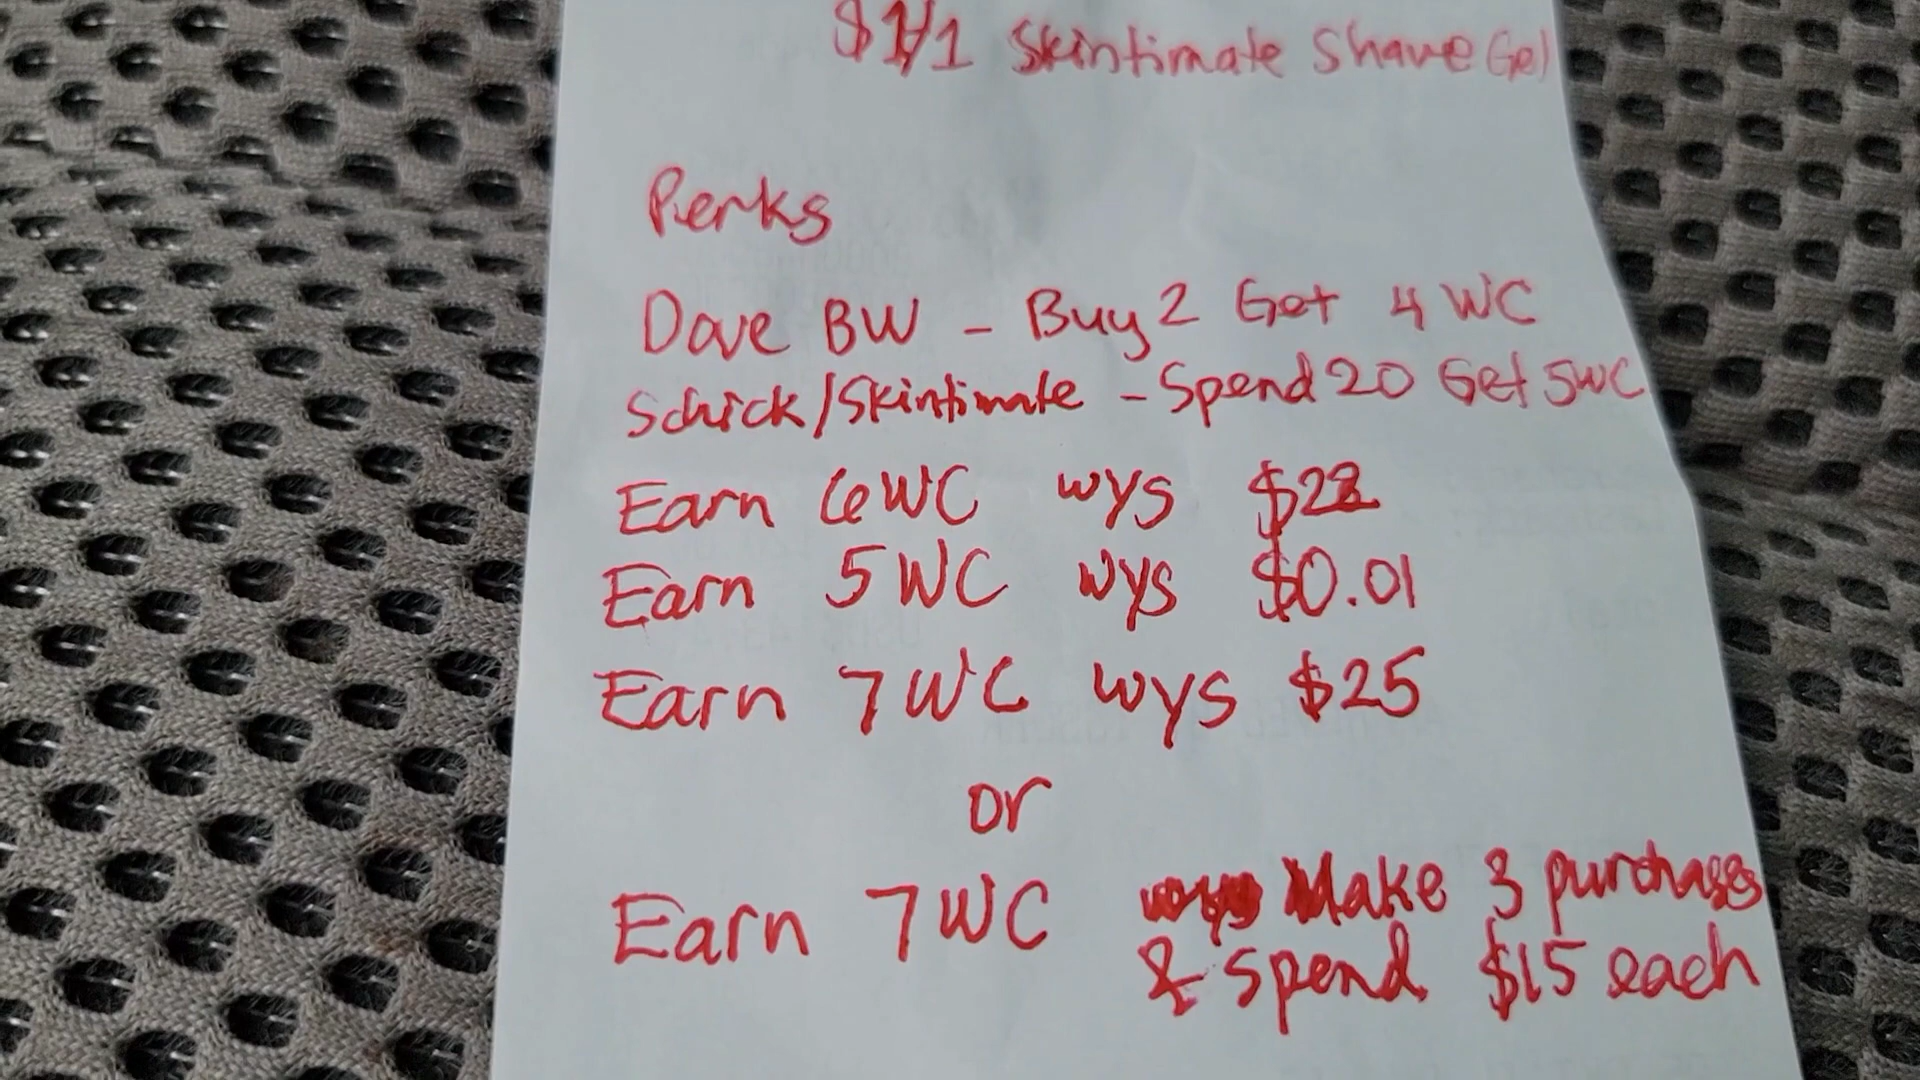 $1/1 Skintimate Shave Gel
Perks
Dove BW - Buy 2 Get 4 WC
Schick/Skintimate - Spend 20 Get 5WC
Earn 6WC wys $22
Earn 5WC wys $0.01
Earn 7WC wys $25
or
Earn 7WC Make 3 purchases
& spend $15 each